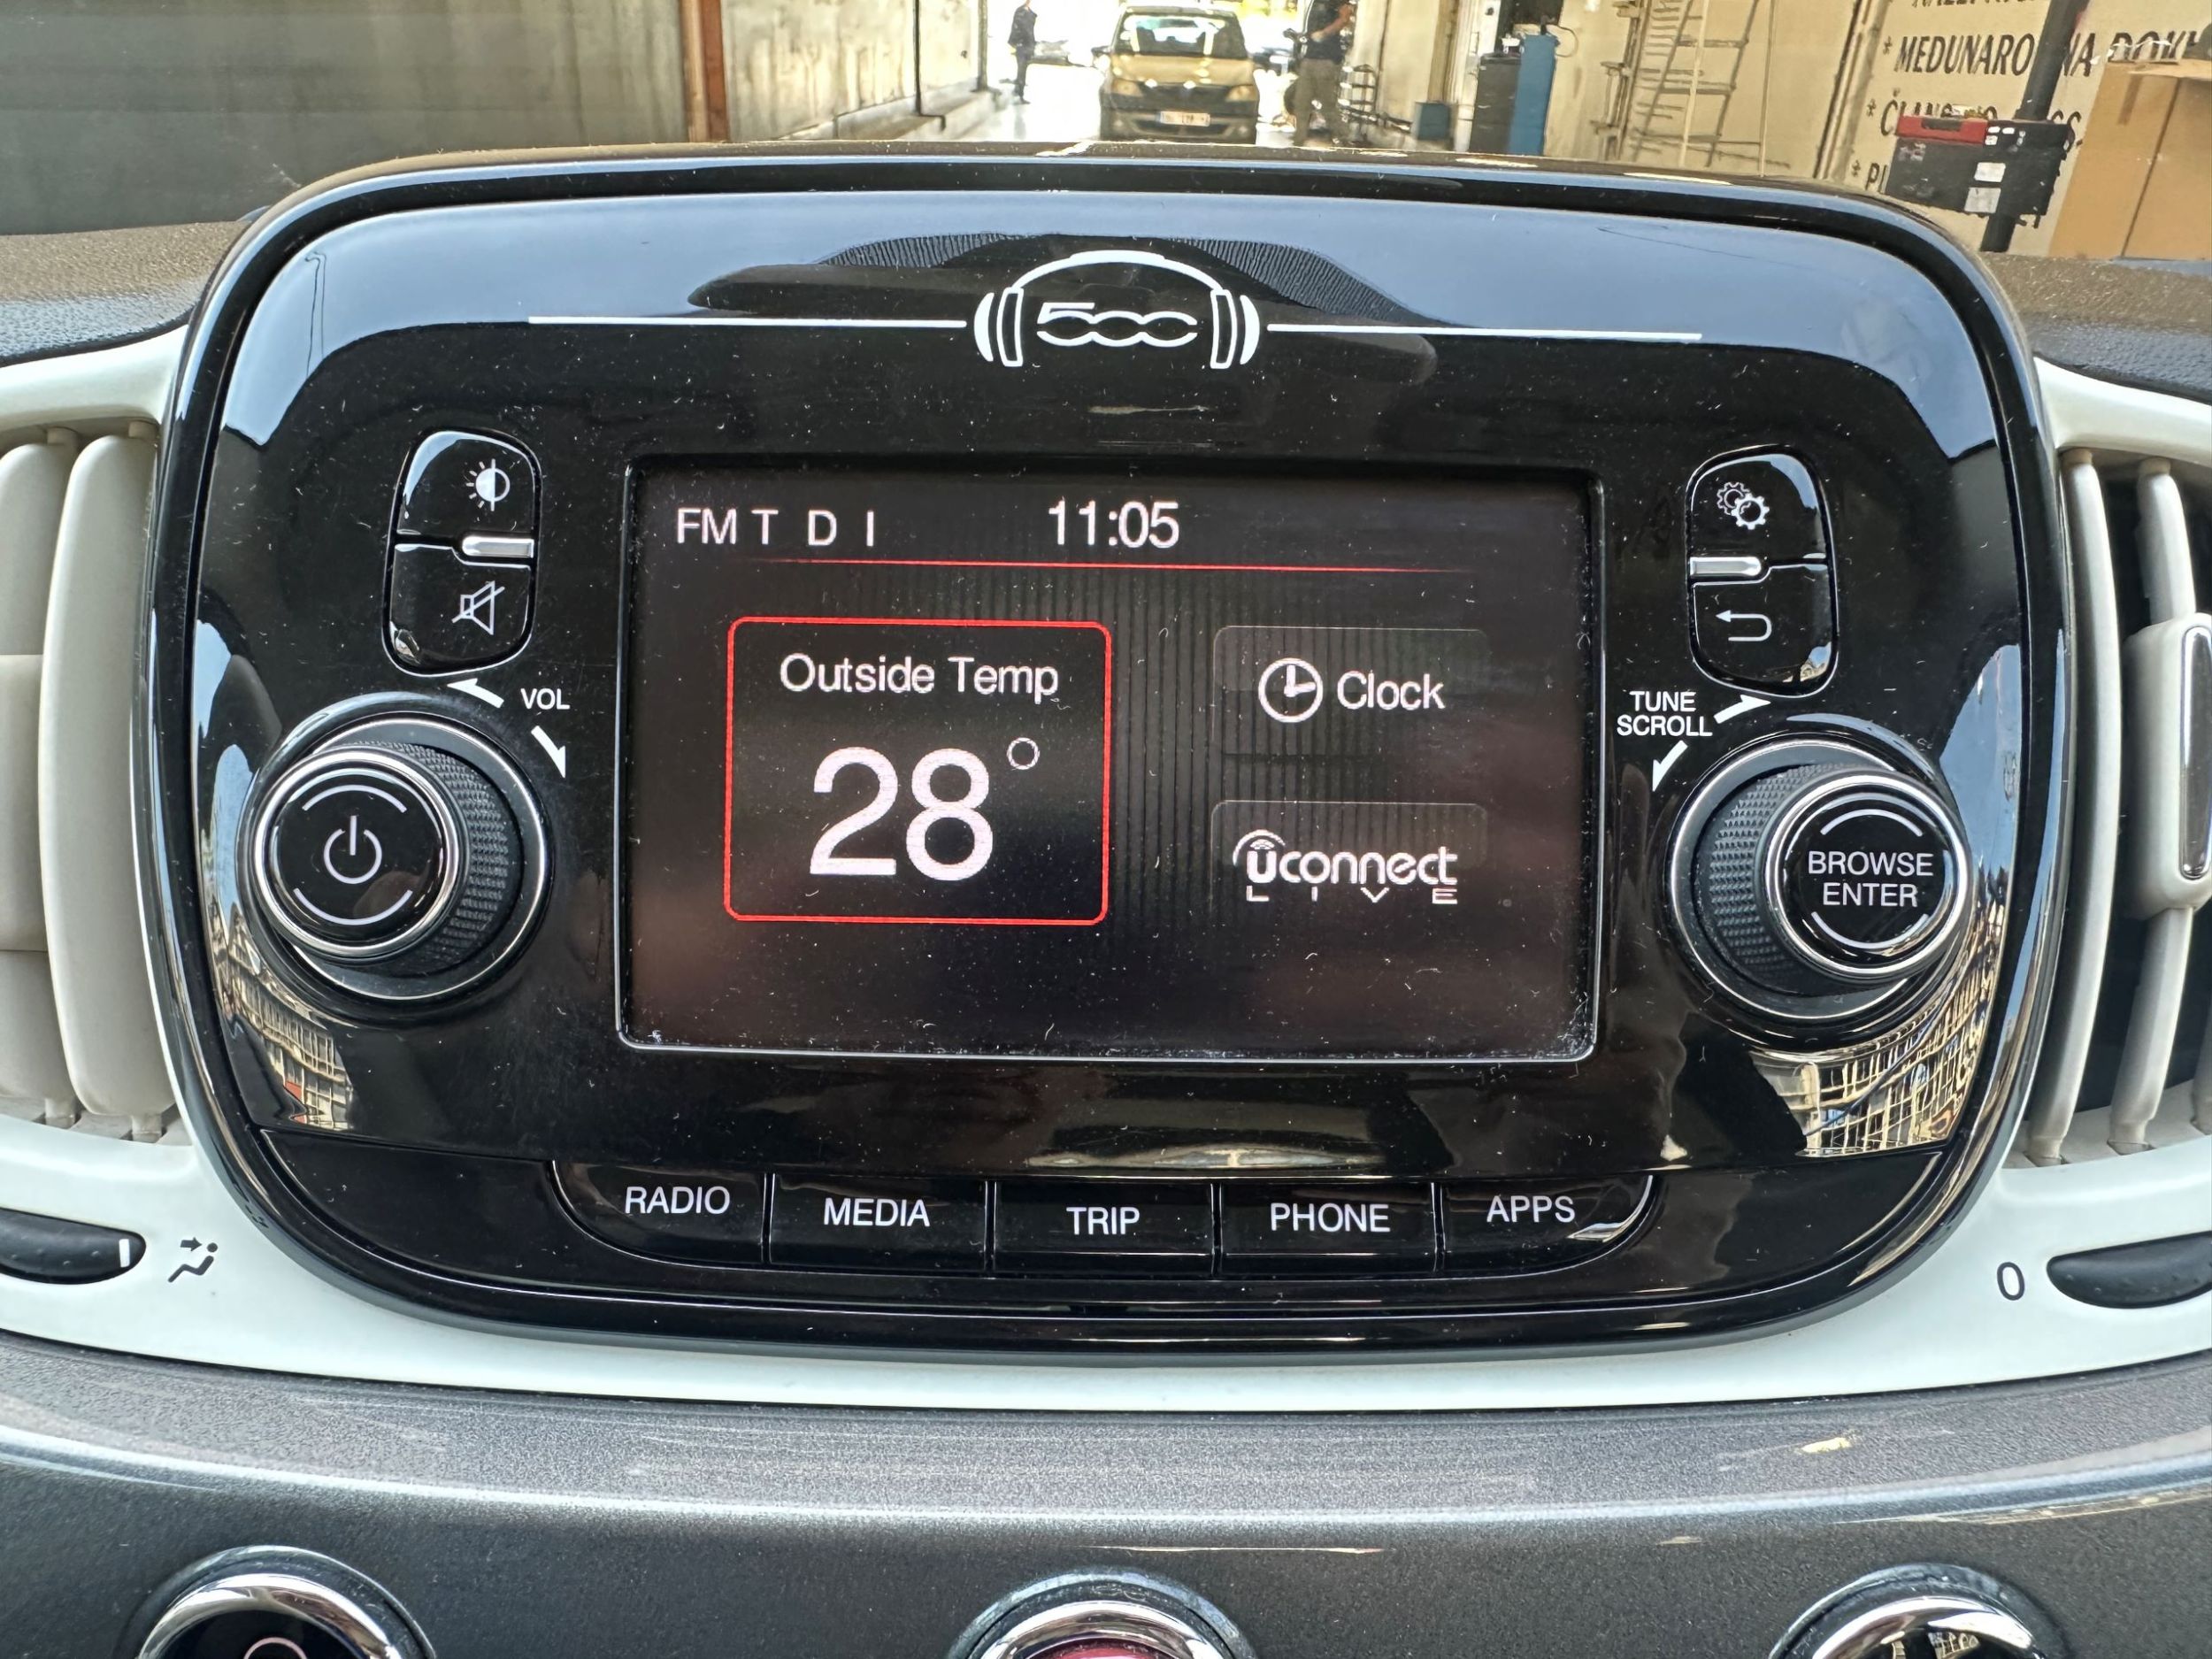 * MEDUNARO
500
FM T D I 11:05
VOL
Outside Temp
28°
Clock
uconnect
LIVE
TUNE
SCROLL
BROWSE
ENTER
RADIO MEDIA TRIP PHONE APPS
0